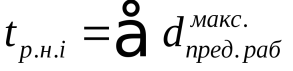 t р.н.i = å d макс. пред. раб